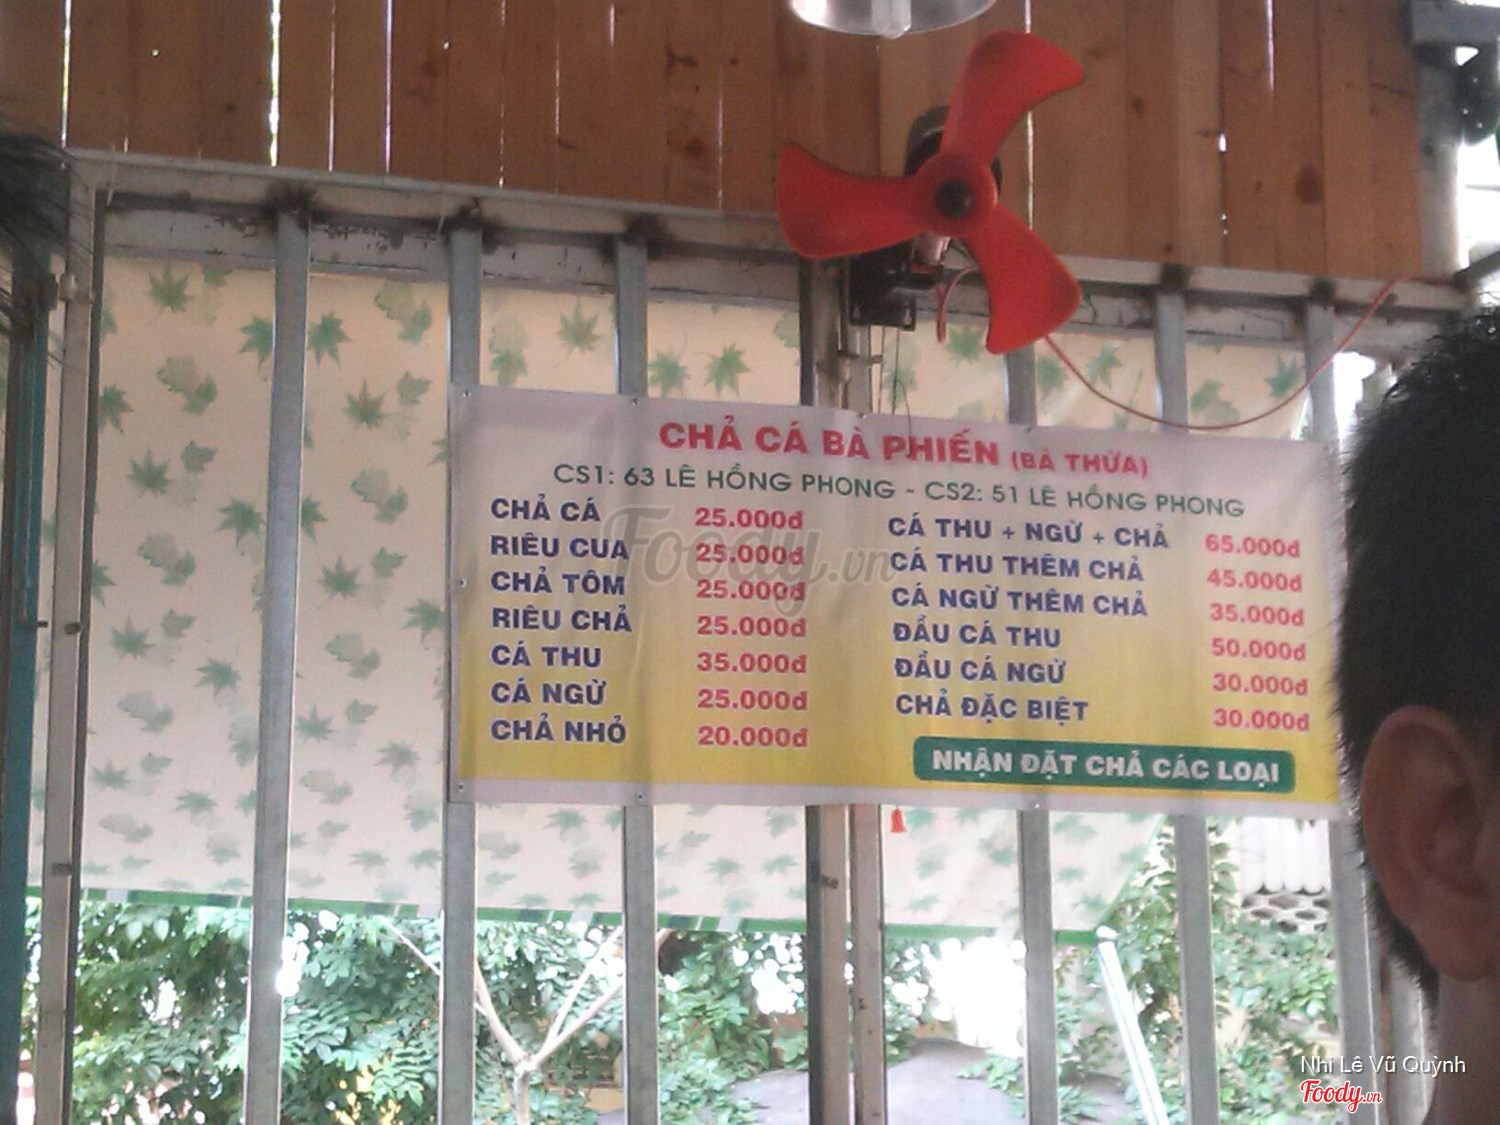 CHẢ CÁ BÀ PHIẾN (BÀ THỪA)
CS1: 63 LÊ HỒNG PHONG - CS2: 51 LÊ HỒNG PHONG
CHẢ CÁ 25.000đ
RIÊU CUA 25.000đ
CHẢ TÔM 25.000đ
RIÊU CHẢ 25.000đ
CÁ THU 35.000đ
CÁ NGỪ 25.000đ
CHẢ NHỎ 20.000đ
CÁ THU + NGỪ + CHẢ 65.000đ
CÁ THU THÊM CHẢ 45.000đ
CÁ NGỪ THÊM CHẢ 35.000đ
ĐẦU CÁ THU 50.000đ
ĐẦU CÁ NGỪ 30.000đ
CHẢ ĐẶC BIỆT 30.000đ
NHẬN ĐẶT CHẢ CÁC LOẠI
Foody.vn
Nhi Lê Vũ Quỳnh
Foody.vn